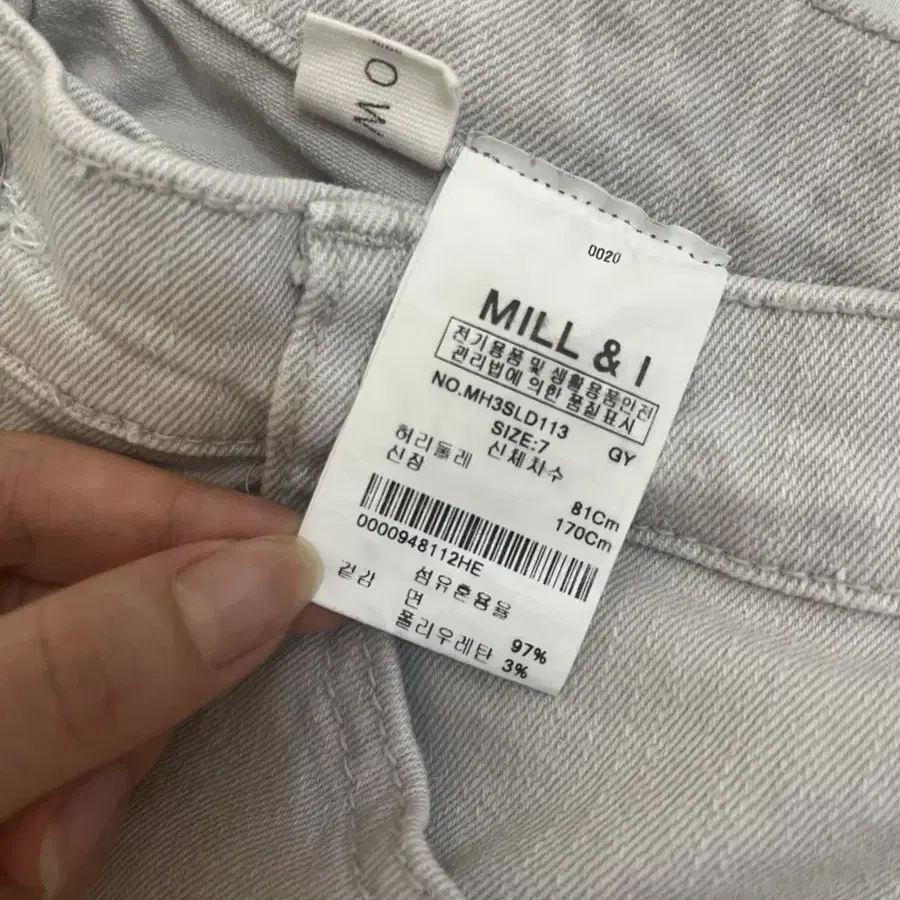 OW
0020
MILL & I
전기용품 및 생활용품안전
관리법에 의한 품질표시
NO.MH3SLD113
SIZE:7 GY
허리둘레 신체차수 81Cm
신장 170Cm
0000948112HE
겉감 섬유혼용율
면 97%
폴리우레탄 3%